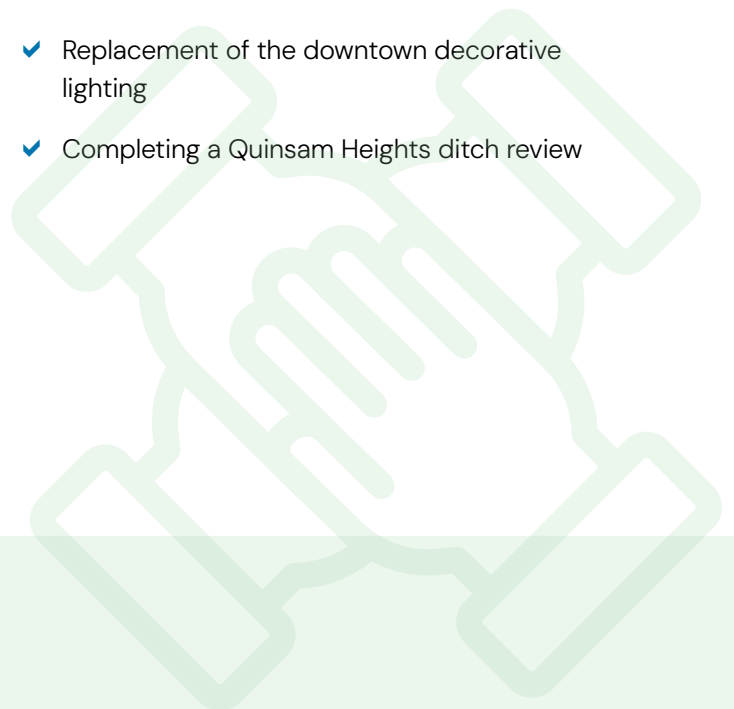 Replacement of the downtown decorative
lighting
Completing a Quinsam Heights ditch review